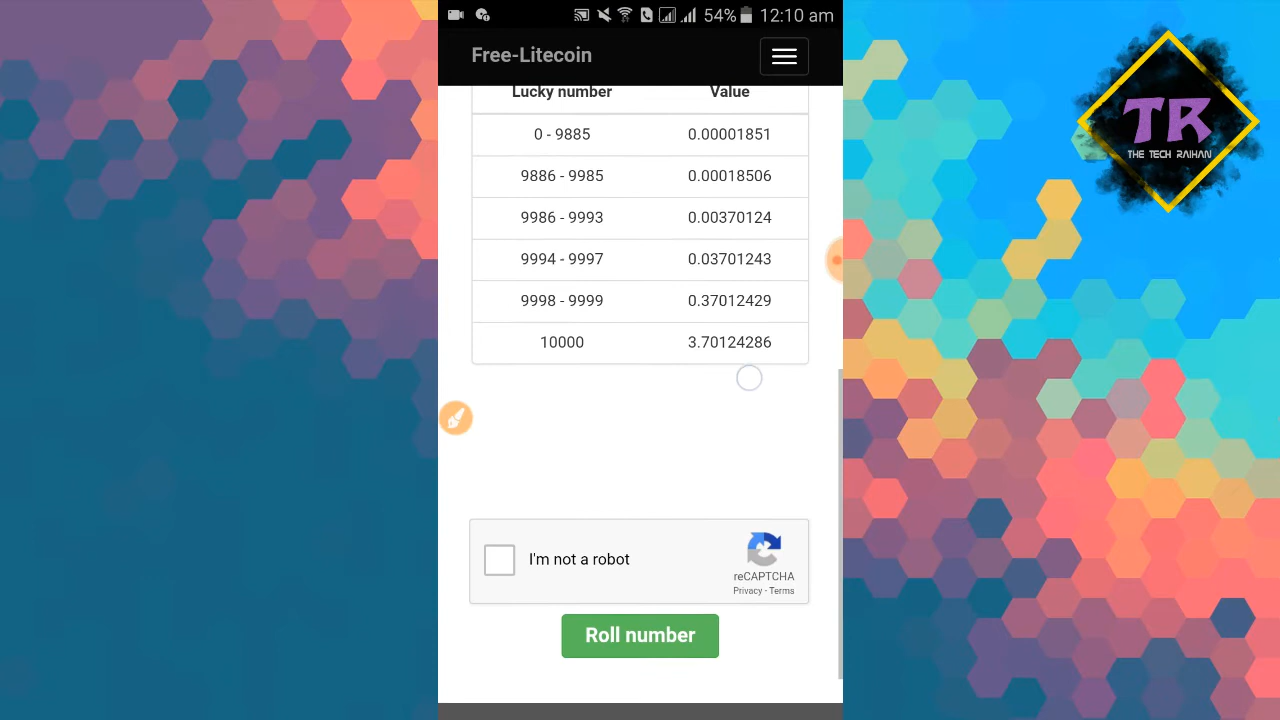 54% 12:10 am
Free-Litecoin
Lucky number Value
0 - 9885 0.00001851
9886 - 9985 0.00018506
9986 - 9993 0.00370124
9994 - 9997 0.03701243
9998 - 9999 0.37012429
10000 3.70124286
I'm not a robot
reCAPTCHA
Privacy - Terms
Roll number
TR
THE TECH RAIHAN